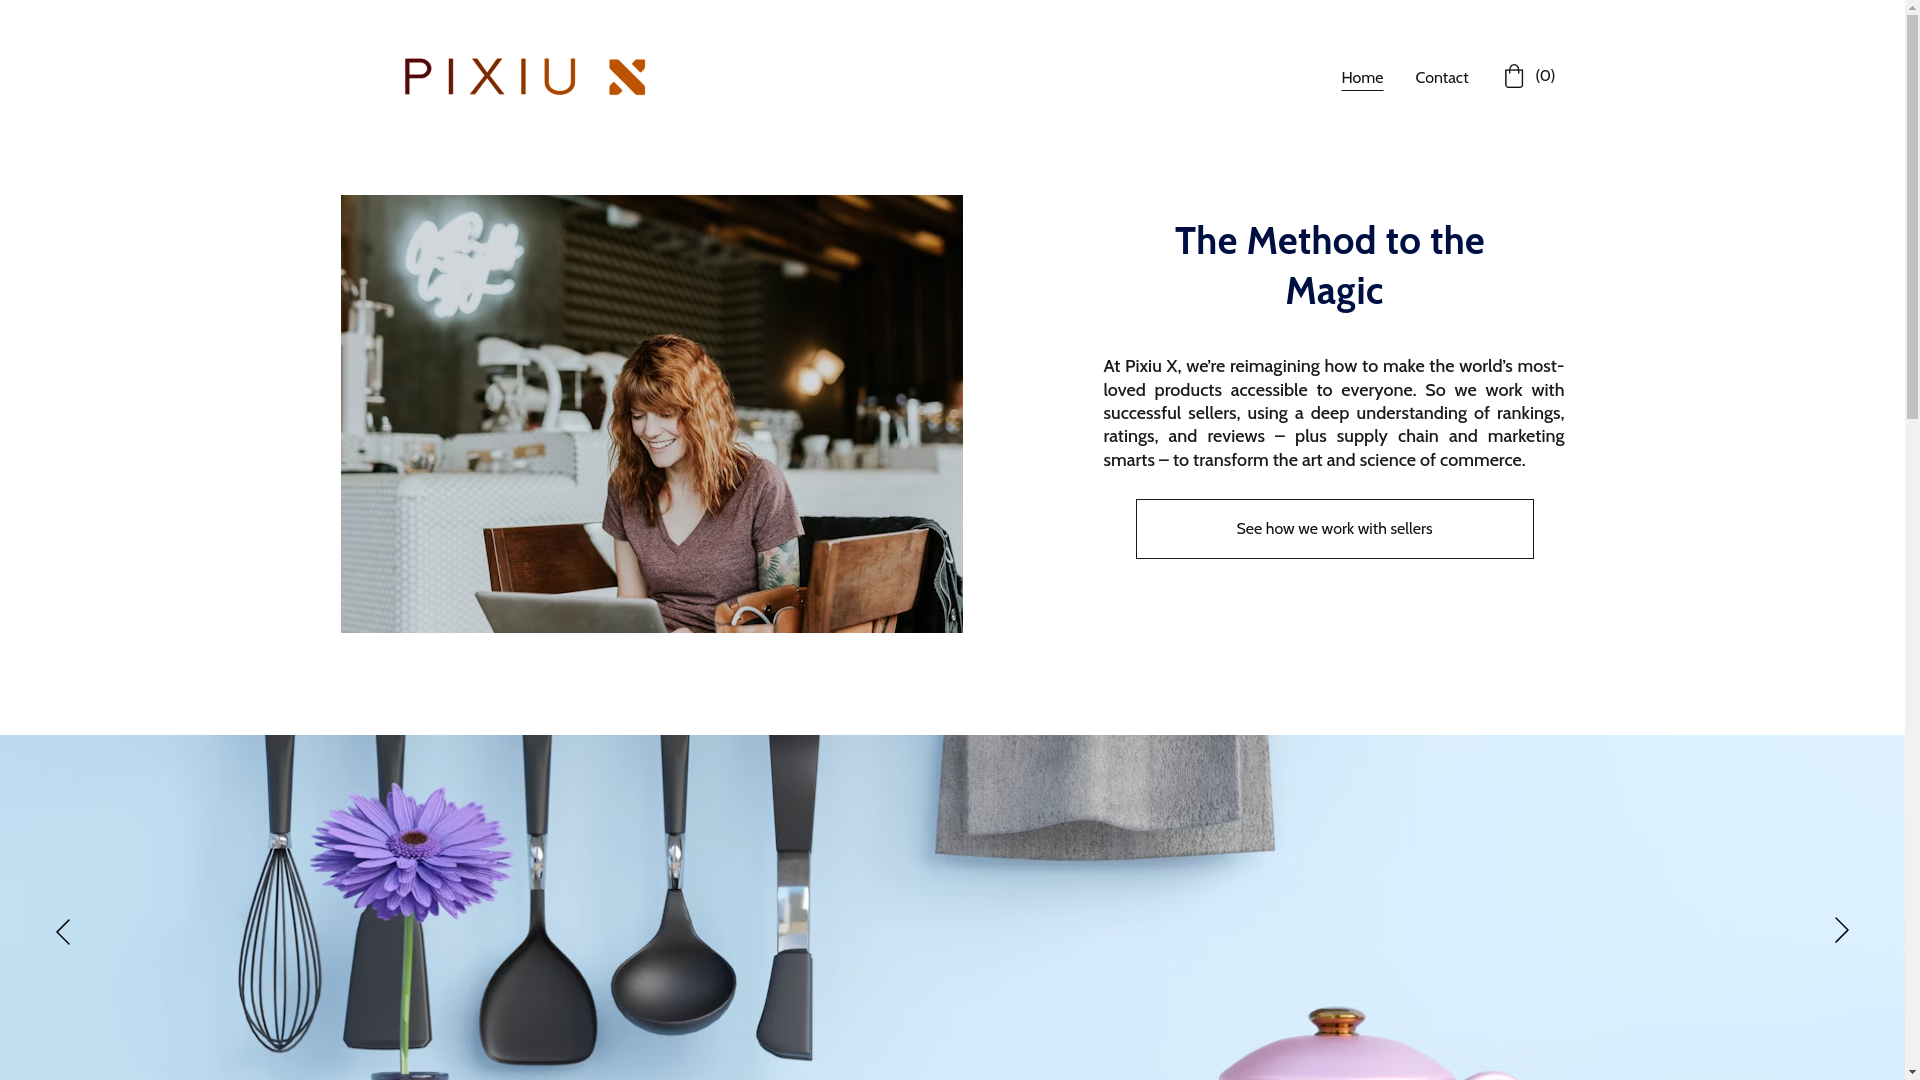 PIXIU X
Home
Contact
(0)
The Method to the
Magic
At Pixiu X, we're reimagining how to make the world's most-
loved products accessible to everyone. So we work with
successful sellers, using a deep understanding of rankings,
ratings, and reviews – plus supply chain and marketing
smarts – to transform the art and science of commerce.
See how we work with sellers